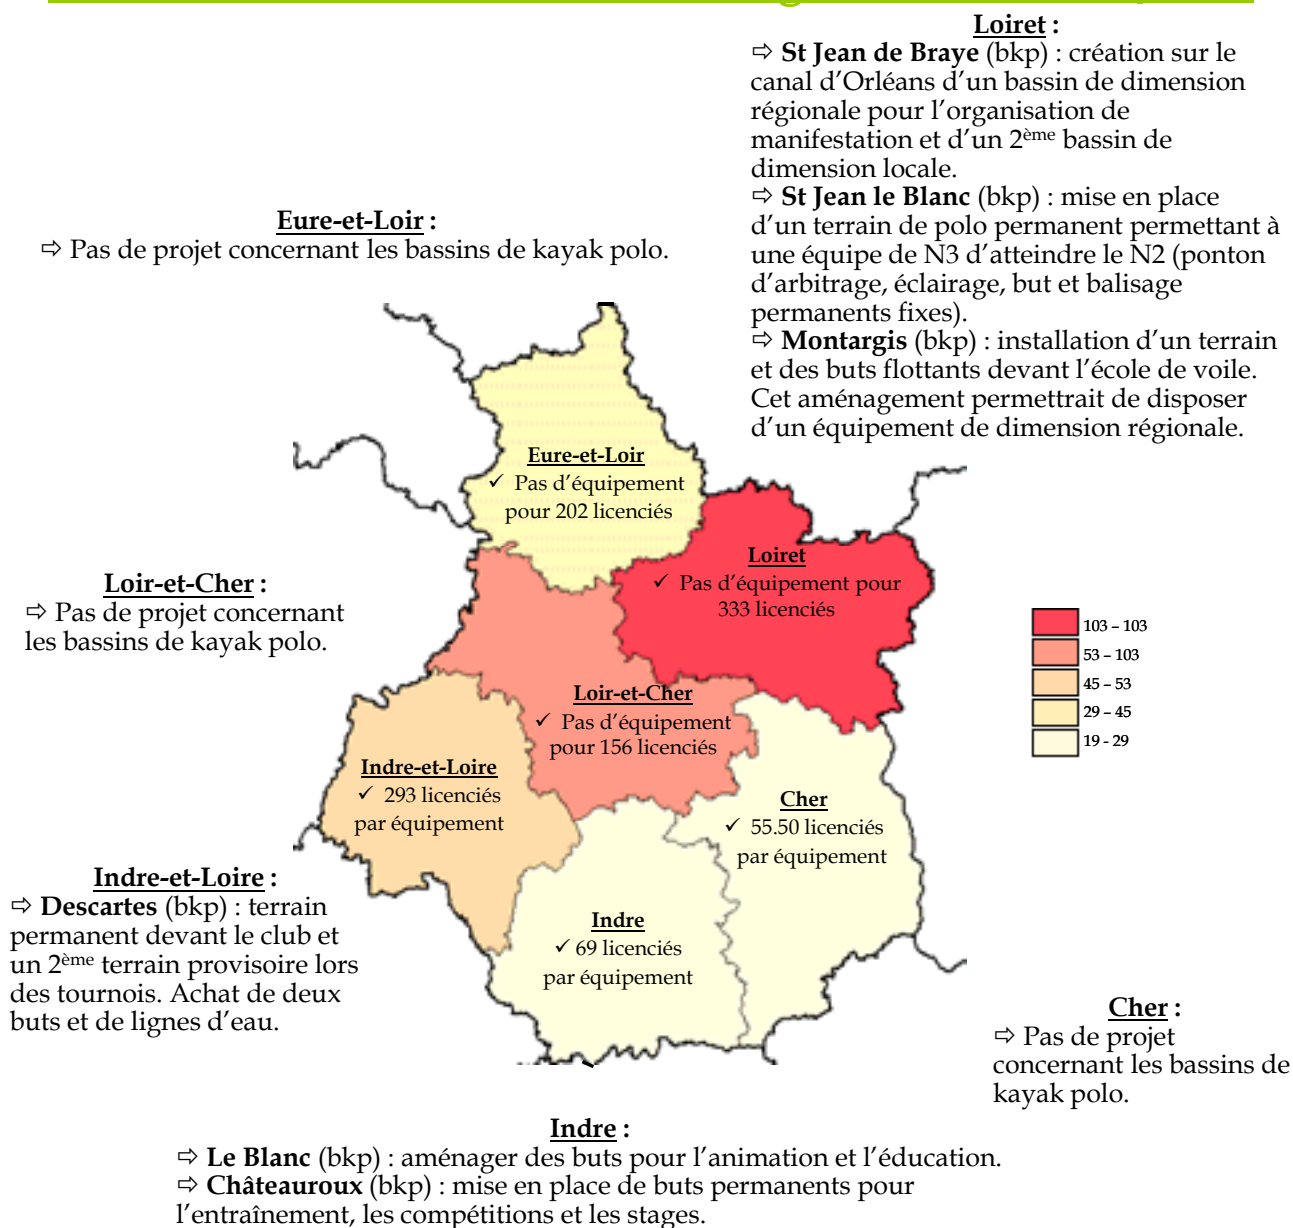 Loiret :
⇨ St Jean de Braye (bkp) : création sur le
canal d’Orléans d’un bassin de dimension
régionale pour l’organisation de
manifestation et d’un 2ème bassin de
dimension locale.
⇨ St Jean le Blanc (bkp) : mise en place
d’un terrain de polo permanent permettant à
une équipe de N3 d’atteindre le N2 (ponton
d’arbitrage, éclairage, but et balisage
permanents fixes).
⇨ Montargis (bkp) : installation d’un terrain
et des buts flottants devant l’école de voile.
Cet aménagement permettrait de disposer
d’un équipement de dimension régionale.
Eure-et-Loir :
⇨ Pas de projet concernant les bassins de kayak polo.
Eure-et-Loir
✓ Pas d’équipement
pour 202 licenciés
Loiret
✓ Pas d’équipement pour
333 licenciés
Loir-et-Cher :
⇨ Pas de projet concernant
les bassins de kayak polo.
103 – 103
53 – 103
45 – 53
29 – 45
19 - 29
Loir-et-Cher
✓ Pas d’équipement
pour 156 licenciés
Indre-et-Loire
✓ 293 licenciés
par équipement
Cher
✓ 55.50 licenciés
par équipement
Indre-et-Loire :
⇨ Descartes (bkp) : terrain
permanent devant le club et
un 2ème terrain provisoire lors
des tournois. Achat de deux
buts et de lignes d’eau.
Indre
✓ 69 licenciés
par équipement
Cher :
⇨ Pas de projet
concernant les bassins de
kayak polo.
Indre :
⇨ Le Blanc (bkp) : aménager des buts pour l’animation et l’éducation.
⇨ Châteauroux (bkp) : mise en place de buts permanents pour
l’entraînement, les compétitions et les stages.